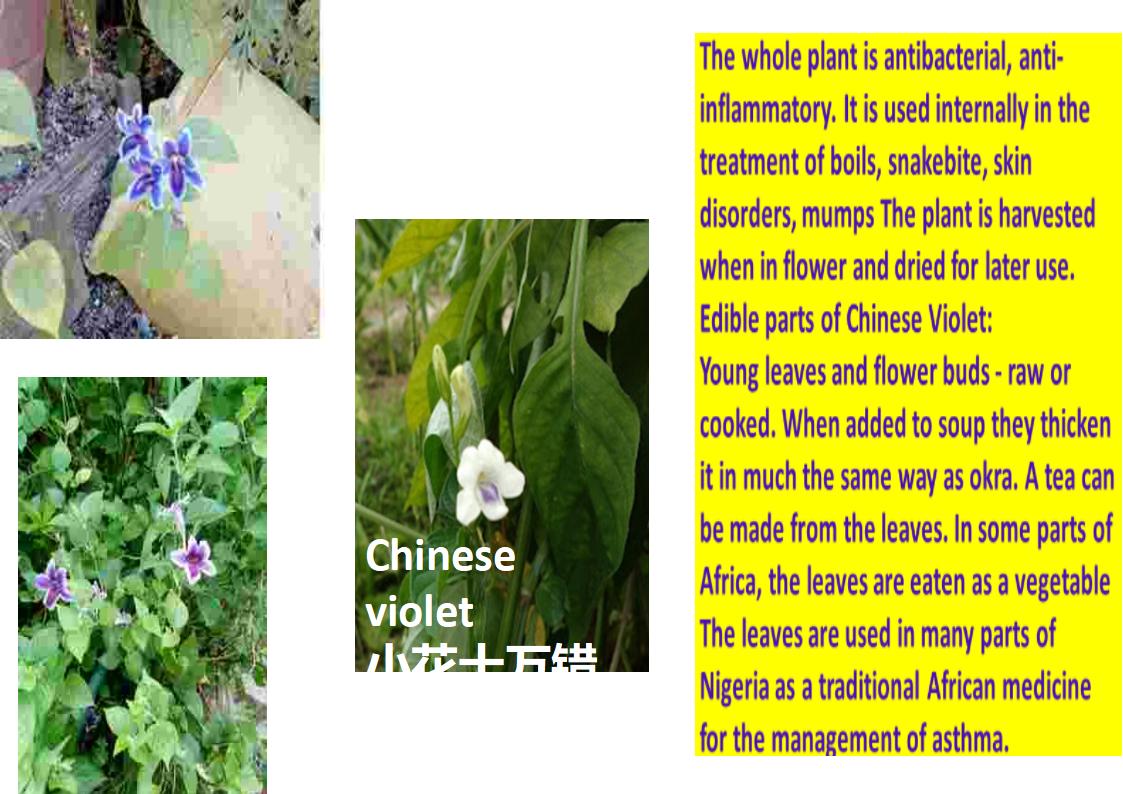 Chinese
violet
小花十万错
The whole plant is antibacterial, anti-
inflammatory. It is used internally in the
treatment of boils, snakebite, skin
disorders, mumps The plant is harvested
when in flower and dried for later use.
Edible parts of Chinese Violet:
Young leaves and flower buds - raw or
cooked. When added to soup they thicken
it in much the same way as okra. A tea can
be made from the leaves. In some parts of
Africa, the leaves are eaten as a vegetable
The leaves are used in many parts of
Nigeria as a traditional African medicine
for the management of asthma.